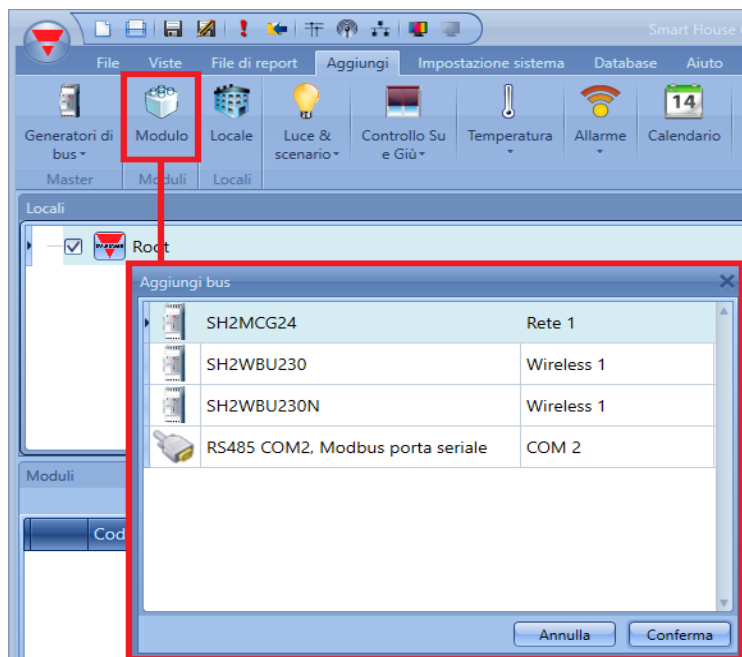 Smart House
File Viste File di report Aggiungi Impostazione sistema Database Aiuto
Generatori di bus
Modulo
Locale
Luce & scenario
Controllo Su e Giù
Temperatura
Allarme
14
Calendario
Master Moduli Locali
Locali
Root
Aggiungi bus
SH2MCG24 Rete 1
SH2WBU230 Wireless 1
SH2WBU230N Wireless 1
RS485 COM2, Modbus porta seriale COM 2
Moduli
Cod
Annulla Conferma